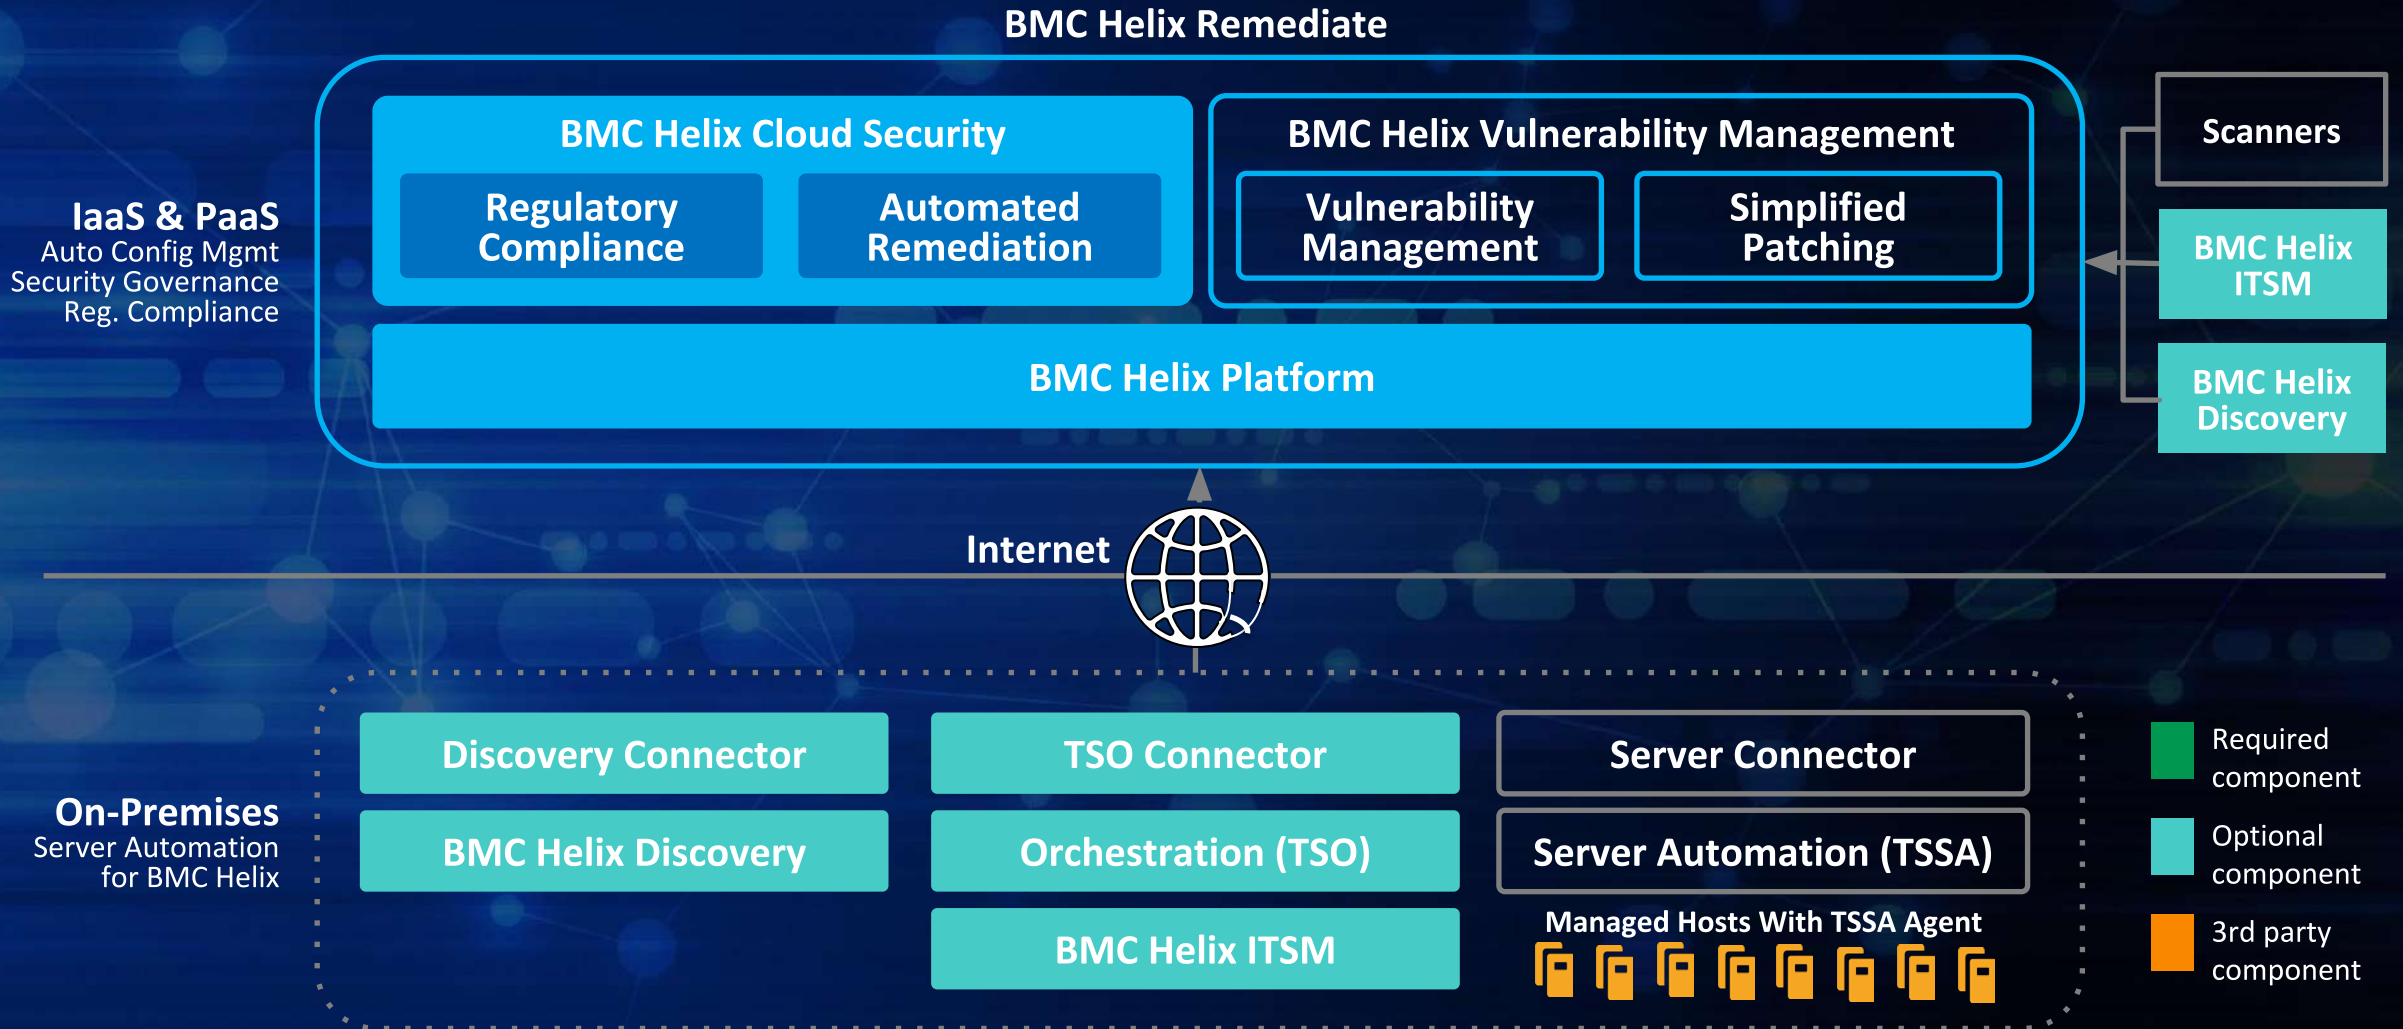 BMC Helix Remediate
BMC Helix Cloud Security
Regulatory
Compliance
Automated
Remediation
BMC Helix Vulnerability Management
Vulnerability
Management
Simplified
Patching
BMC Helix Platform
IaaS & PaaS
Auto Config Mgmt
Security Governance
Reg. Compliance
Scanners
BMC Helix
ITSM
BMC Helix
Discovery
Internet
On-Premises
Server Automation
for BMC Helix
Discovery Connector
BMC Helix Discovery
TSO Connector
Orchestration (TSO)
BMC Helix ITSM
Server Connector
Server Automation (TSSA)
Managed Hosts With TSSA Agent
Required
component
Optional
component
3rd party
component